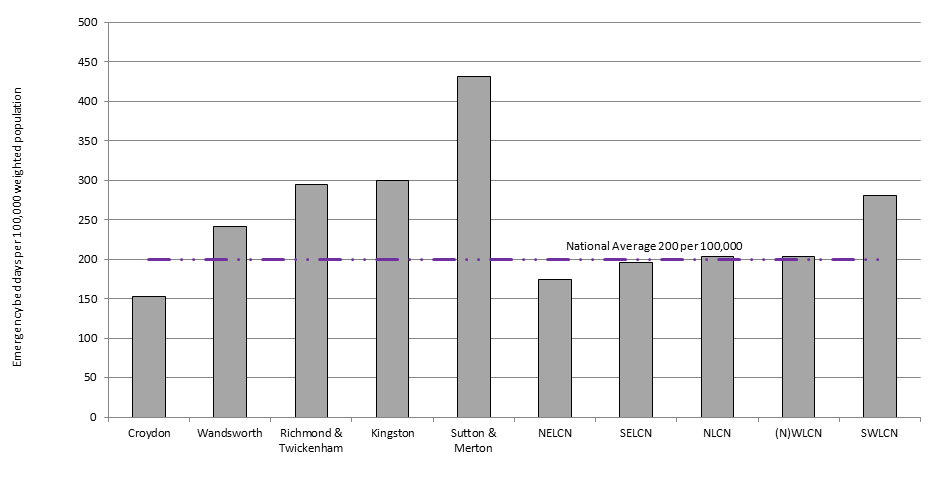 500
450
400
350
300
250
200
150
100
50
0
Emergency bed days per 100,000 weighted population
National Average 200 per 100,000
Croydon
Wandsworth
Richmond &
Twickenham
Kingston
Sutton &
Merton
NELCN
SELCN
NLCN
(N)WLCN
SWLCN